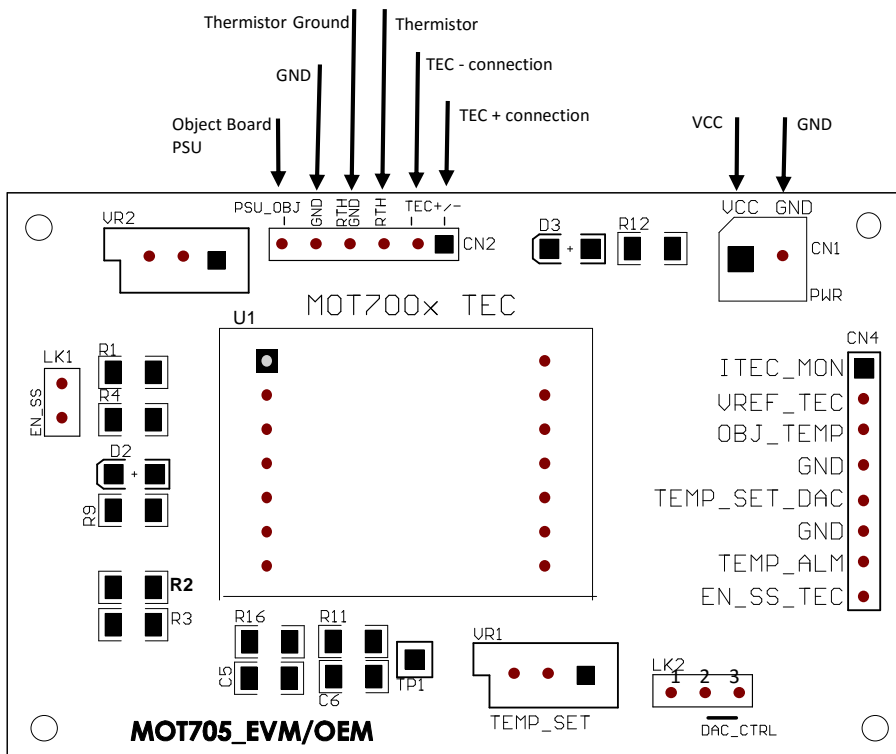 Thermistor Ground
Thermistor
GND
TEC - connection
Object Board
PSU
TEC + connection
VCC
GND
VR2
PSU_OBJ
GND
RTH
GND
RTH
TEC+/-
CN2
D3
+
R12
VCC
GND
CN1
PWR
MOT700x TEC
U1
LK1
EN_SS
R1
R4
D2
+
R9
R2
R3
CN4
ITEC_MON
VREF_TEC
OBJ_TEMP
GND
TEMP_SET_DAC
GND
TEMP_ALM
EN_SS_TEC
R16
R11
C5
C6
TP1
VR1
TEMP_SET
LK2
1 2 3
DAC_CTRL
MOT705_EVM/OEM